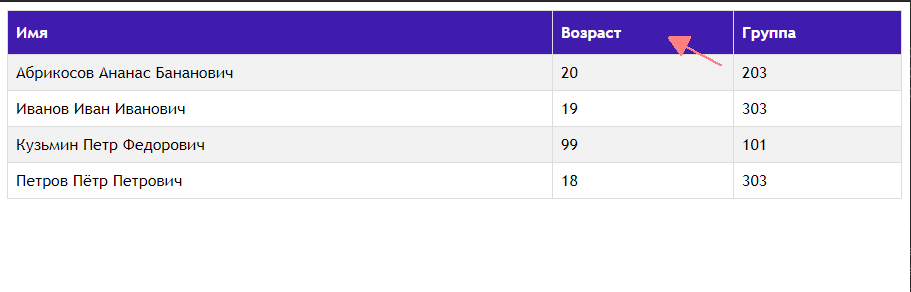 Имя Возраст Группа
Абрикосов Ананас Бананович 20 203
Иванов Иван Иванович 19 303
Кузьмин Петр Федорович 99 101
Петров Пётр Петрович 18 303